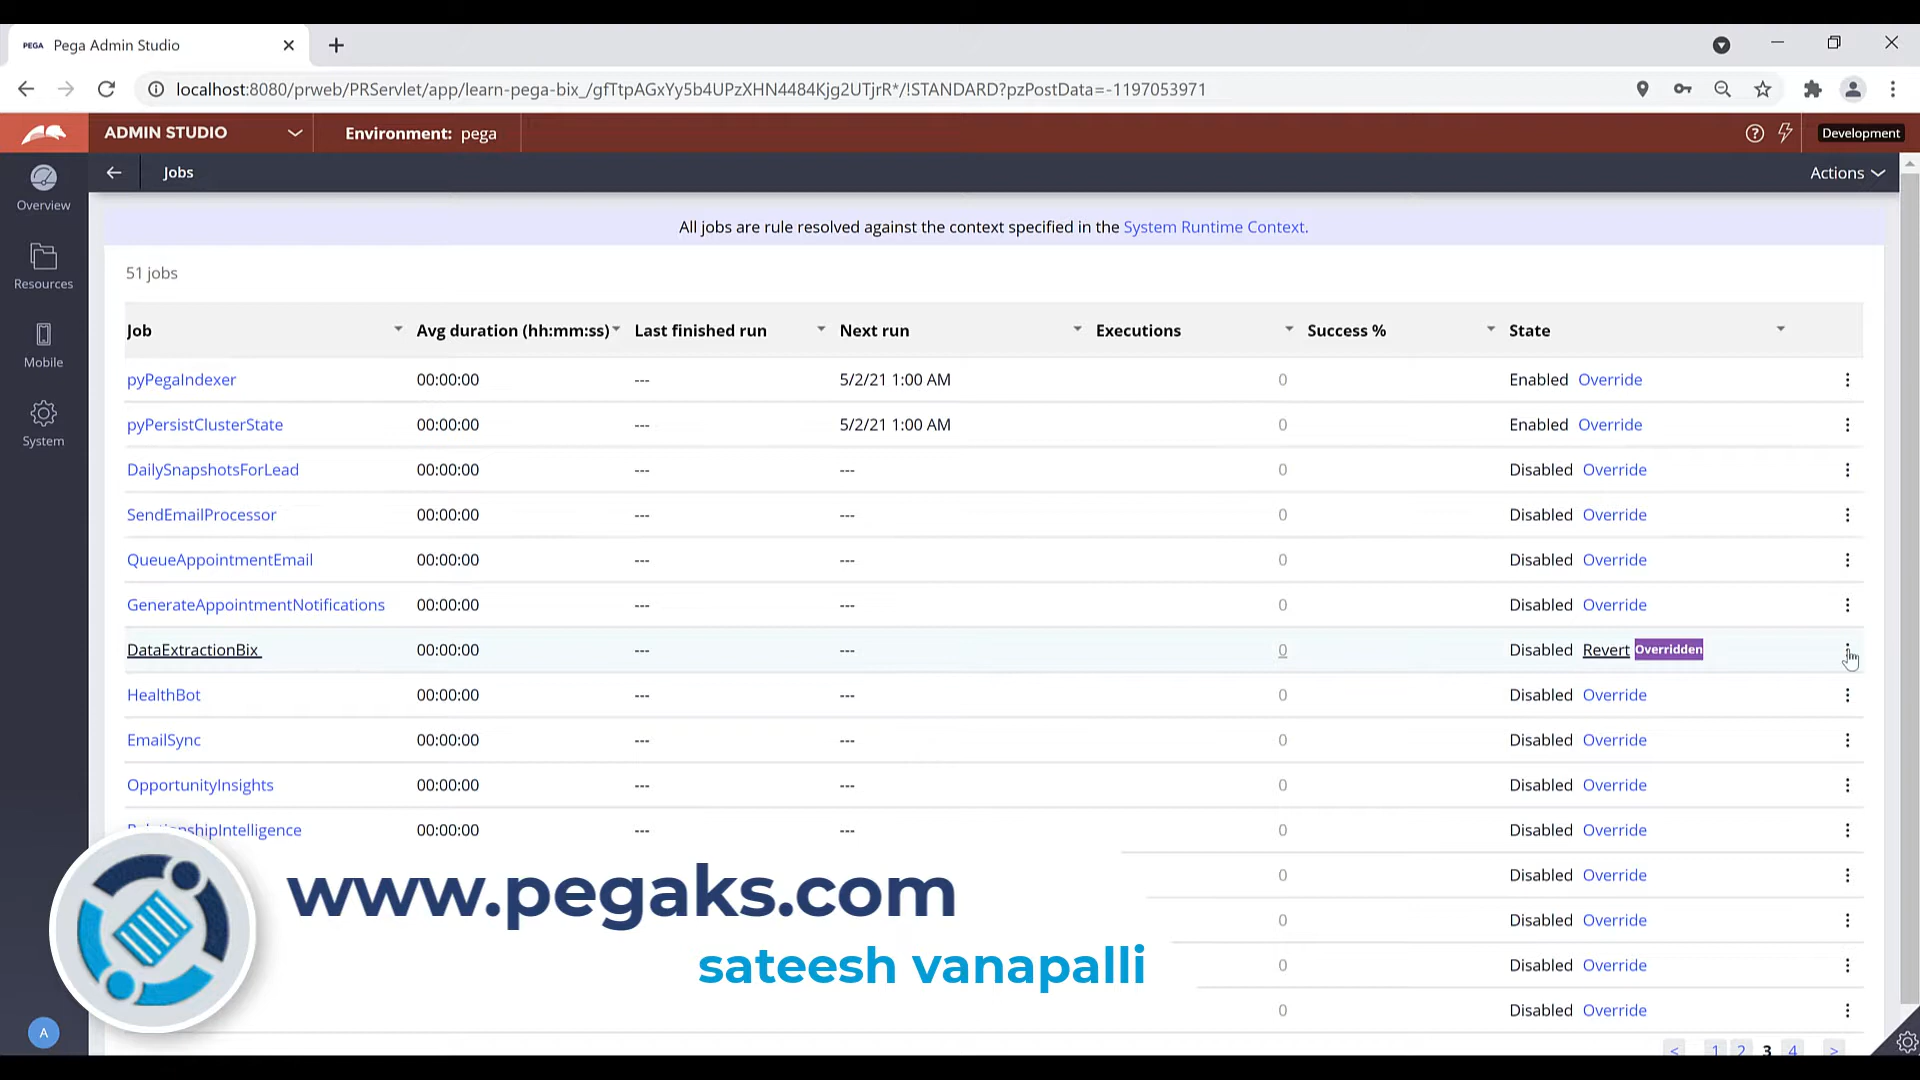 PEGA Pega Admin Studio
localhost:8080/prweb/PRServlet/app/learn-pega-bix_/gfTtpAGxYy5b4UPzXHN4484Kjg2UTjrR*/!STANDARD?pzPostData=-1197053971
ADMIN STUDIO Environment: pega Development
Jobs Actions
Overview
Resources
Mobile
System
All jobs are rule resolved against the context specified in the System Runtime Context.
51 jobs
Job Avg duration (hh:mm:ss) Last finished run Next run Executions Success % State
pyPegaIndexer 00:00:00 --- 5/2/21 1:00 AM 0 Enabled Override
pyPersistClusterState 00:00:00 --- 5/2/21 1:00 AM 0 Enabled Override
DailySnapshotsForLead 00:00:00 --- --- 0 Disabled Override
SendEmailProcessor 00:00:00 --- --- 0 Disabled Override
QueueAppointmentEmail 00:00:00 --- --- 0 Disabled Override
GenerateAppointmentNotifications 00:00:00 --- --- 0 Disabled Override
DataExtractionBix 00:00:00 --- --- 0 Disabled Revert Overridden
HealthBot 00:00:00 --- --- 0 Disabled Override
EmailSync 00:00:00 --- --- 0 Disabled Override
OpportunityInsights 00:00:00 --- --- 0 Disabled Override
RelationshipIntelligence 00:00:00 --- --- 0 Disabled Override
0 Disabled Override
0 Disabled Override
0 Disabled Override
0 Disabled Override
www.pegaks.com
sateesh vanapalli
A
< 1 2 3 4 >